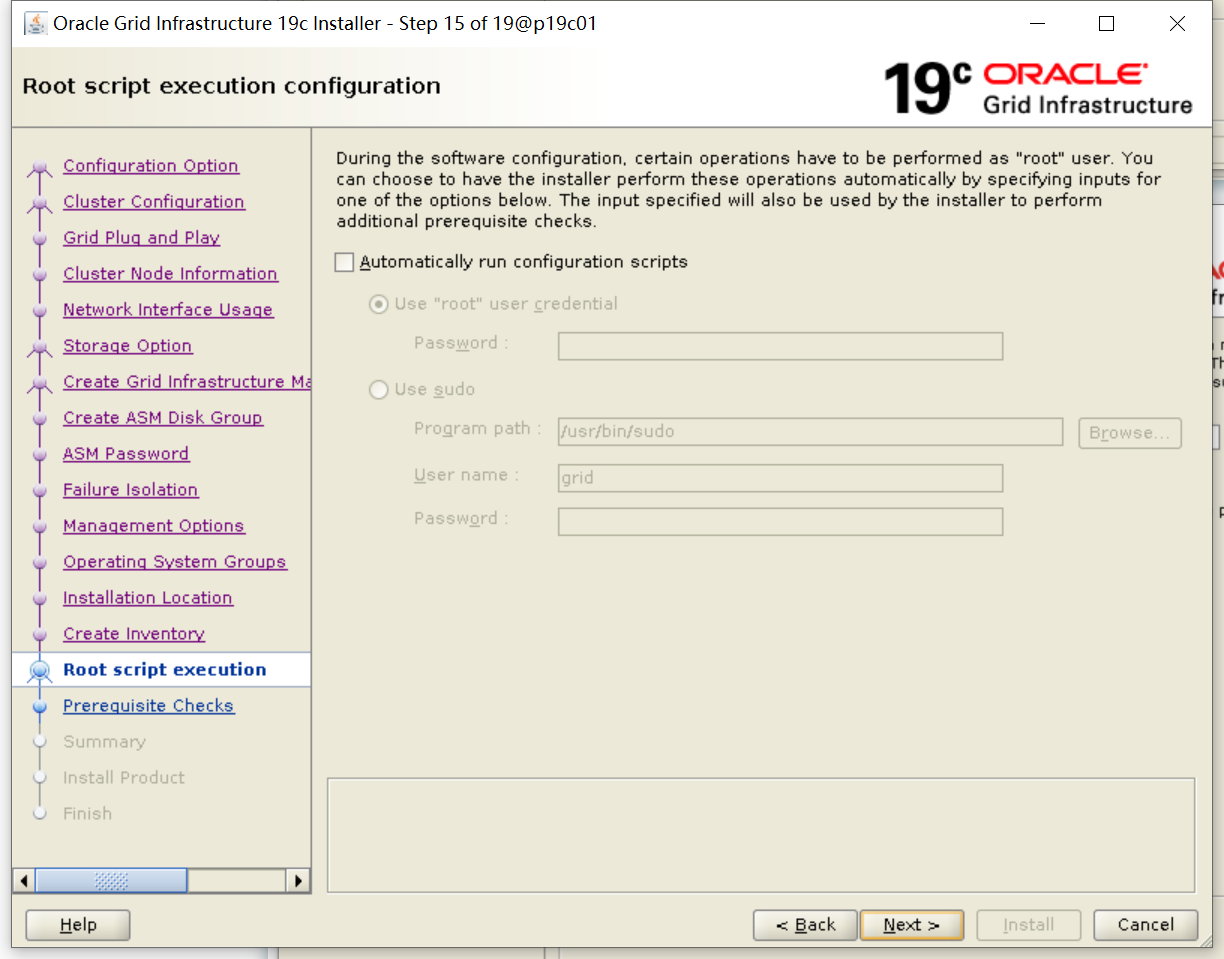 Oracle Grid Infrastructure 19c Installer - Step 15 of 19@p19c01
Root script execution configuration
19c ORACLE
Grid Infrastructure
Configuration Option
Cluster Configuration
Grid Plug and Play
Cluster Node Information
Network Interface Usage
Storage Option
Create Grid Infrastructure Ma
Create ASM Disk Group
ASM Password
Failure Isolation
Management Options
Operating System Groups
Installation Location
Create Inventory
Root script execution
Prerequisite Checks
Summary
Install Product
Finish
During the software configuration, certain operations have to be performed as "root" user. You
can choose to have the installer perform these operations automatically by specifying inputs for
one of the options below. The input specified will also be used by the installer to perform
additional prerequisite checks.
Automatically run configuration scripts
Use "root" user credential
Password :
Use sudo
Program path : /usr/bin/sudo Browse...
User name : grid
Password :
Help < Back Next > Install Cancel